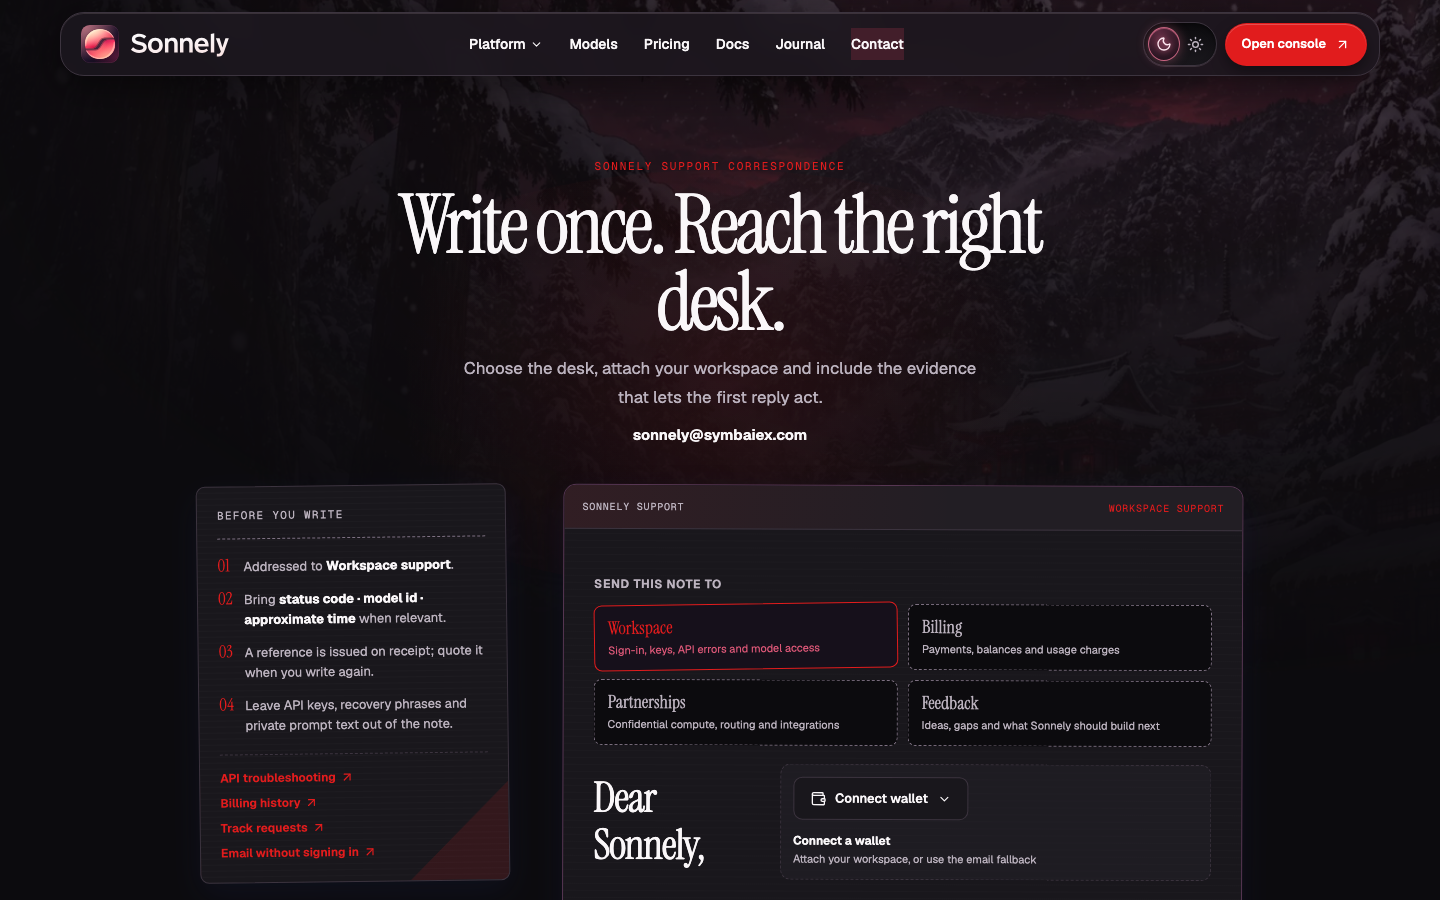 Sonnely
Platform
Models
Pricing
Docs
Journal
Contact
Open console
SONNELY SUPPORT CORRESPONDENCE
Write once. Reach the right
desk.
Choose the desk, attach your workspace and include the evidence
that lets the first reply act.
sonnely@symbaiex.com
BEFORE YOU WRITE
01 Addressed to Workspace support.
02 Bring status code · model id ·
approximate time when relevant.
03 A reference is issued on receipt; quote it
when you write again.
04 Leave API keys, recovery phrases and
private prompt text out of the note.
API troubleshooting
Billing history
Track requests
Email without signing in
SONNELY SUPPORT
WORKSPACE SUPPORT
SEND THIS NOTE TO
Workspace
Sign-in, keys, API errors and model access
Billing
Payments, balances and usage charges
Partnerships
Confidential compute, routing and integrations
Feedback
Ideas, gaps and what Sonnely should build next
Dear
Sonnely,
Connect wallet
Connect a wallet
Attach your workspace, or use the email fallback